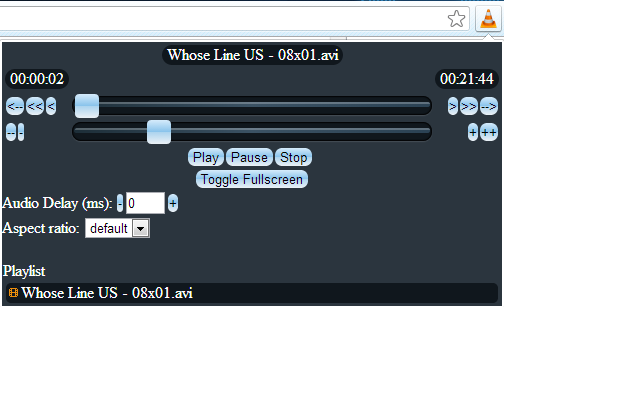 Whose Line US - 08x01.avi
00:00:02 00:21:44
<-- << < > >> -->
-- - + ++
Play Pause Stop
Toggle Fullscreen
Audio Delay (ms): - 0 +
Aspect ratio: default
Playlist
Whose Line US - 08x01.avi